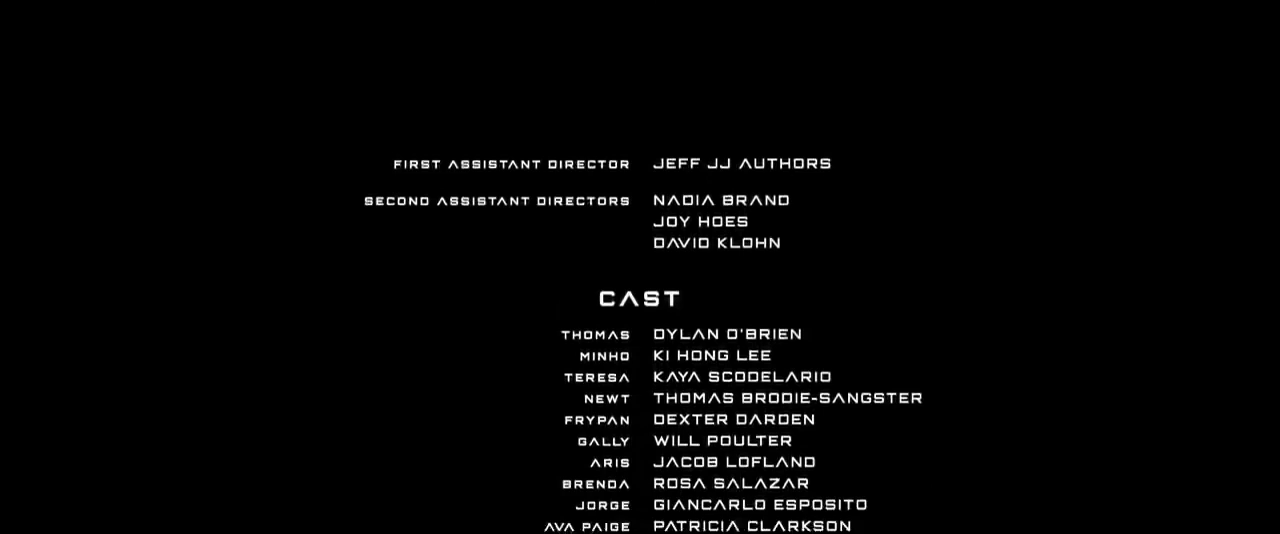 FIRST ASSISTANT DIRECTOR JEFF JJ AUTHORS
SECOND ASSISTANT DIRECTORS NADIA BRAND
JOY HOES
DAVID KLOHN
CAST
THOMAS DYLAN O'BRIEN
MINHO KI HONG LEE
TERESA KAYA SCODELARIO
NEWT THOMAS BRODIE-SANGSTER
FRYPAN DEXTER DARDEN
GALLY WILL POULTER
ARIS JACOB LOFLAND
BRENDA ROSA SALAZAR
JORGE GIANCARLO ESPOSITO
AVA PAIGE PATRICIA CLARKSON